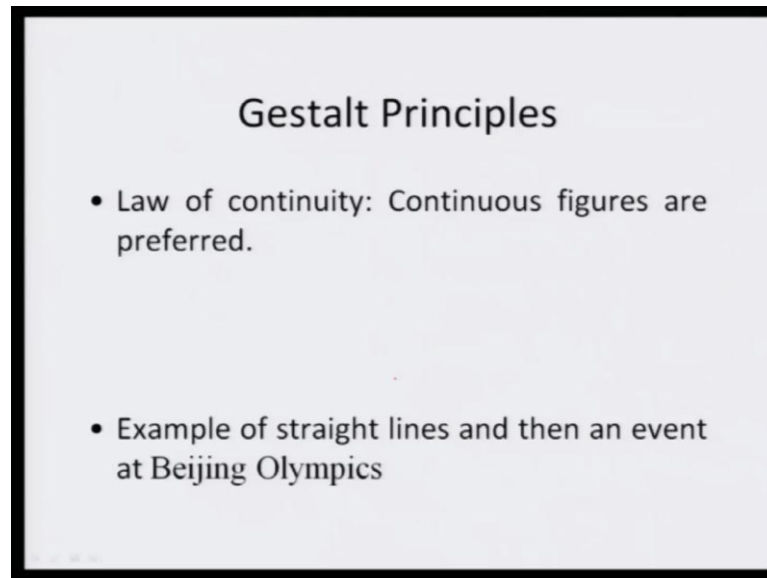 Gestalt Principles
• Law of continuity: Continuous figures are
preferred.
• Example of straight lines and then an event
at Beijing Olympics